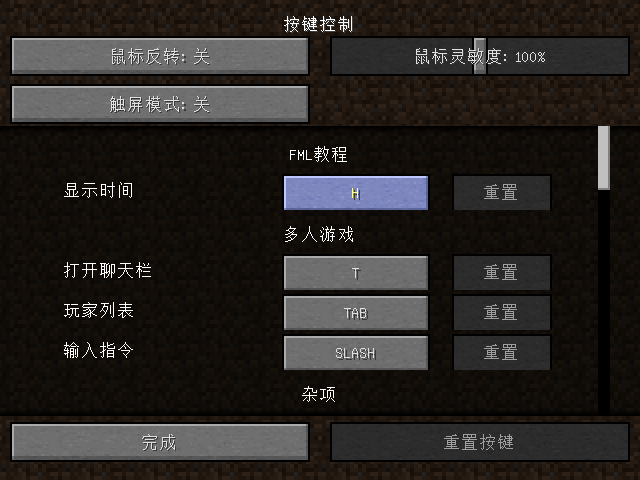 按键控制
鼠标反转: 关
鼠标灵敏度: 100%
触屏模式: 关
FML教程
显示时间
H
重置
多人游戏
打开聊天栏
T
重置
玩家列表
TAB
重置
输入指令
SLASH
重置
杂项
完成
重置按键